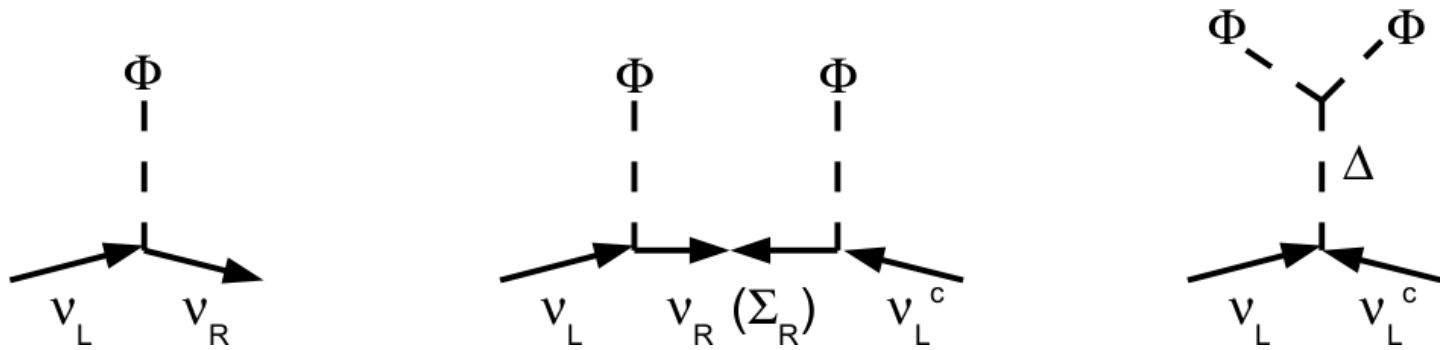 Φ
ν_L ν_R
Φ Φ
ν_L ν_R (Σ_R) ν_L^c
Φ Φ
Δ
ν_L ν_L^c